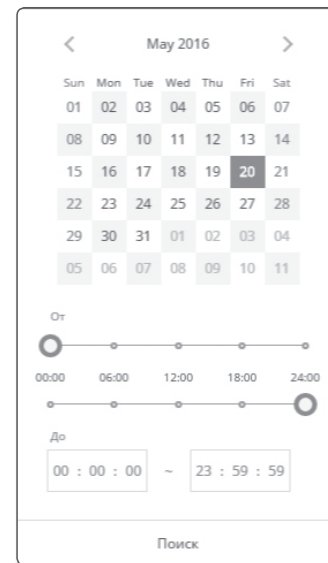 May 2016
Sun Mon Tue Wed Thu Fri Sat
01 02 03 04 05 06 07
08 09 10 11 12 13 14
15 16 17 18 19 20 21
22 23 24 25 26 27 28
29 30 31 01 02 03 04
05 06 07 08 09 10 11
От
00:00 06:00 12:00 18:00 24:00
До
00 : 00 : 00 ~ 23 : 59 : 59
Поиск